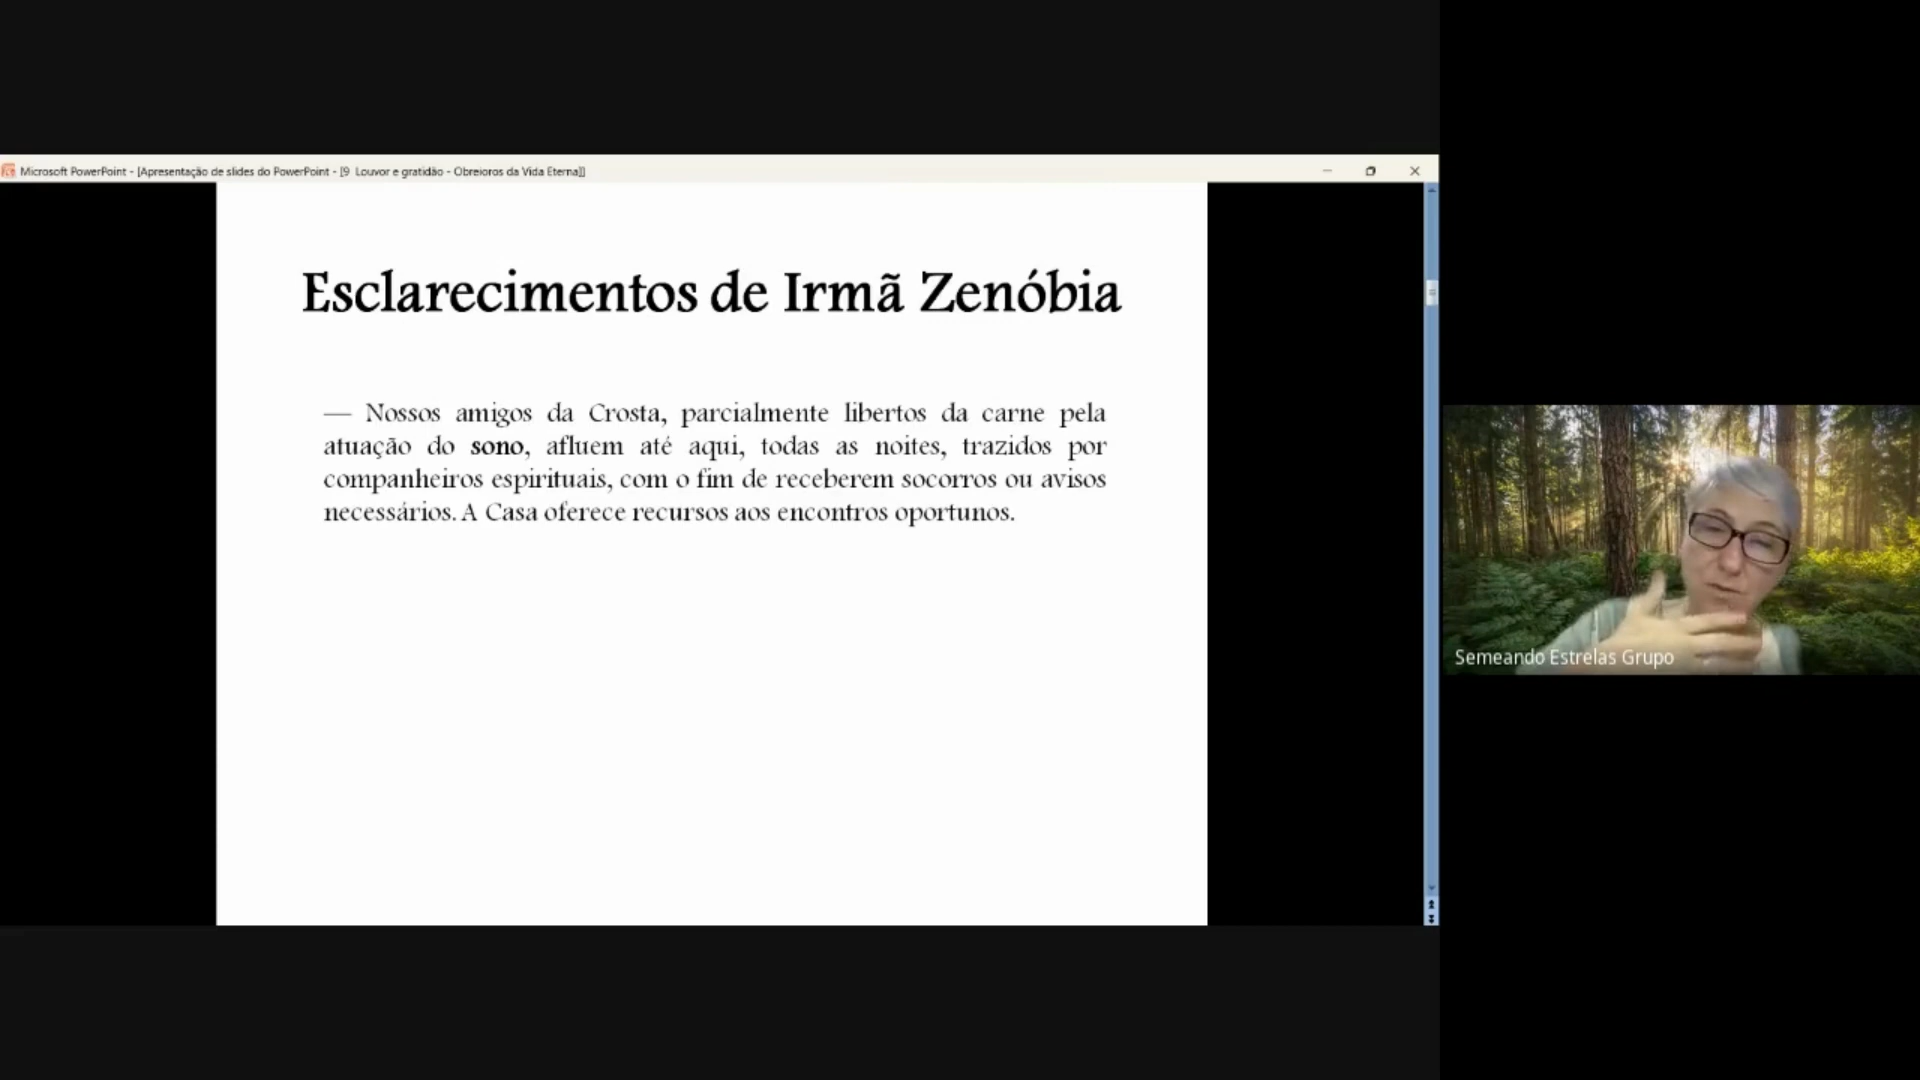 Microsoft PowerPoint - [Apresentação de slides do PowerPoint - [9 Louvor e gratidão - Obreioros da Vida Eterna]]
Esclarecimentos de Irmã Zenóbia
— Nossos amigos da Crosta, parcialmente libertos da carne pela
atuação do sono, afluem até aqui, todas as noites, trazidos por
companheiros espirituais, com o fim de receberem socorros ou avisos
necessários. A Casa oferece recursos aos encontros oportunos.
Semeando Estrelas Grupo